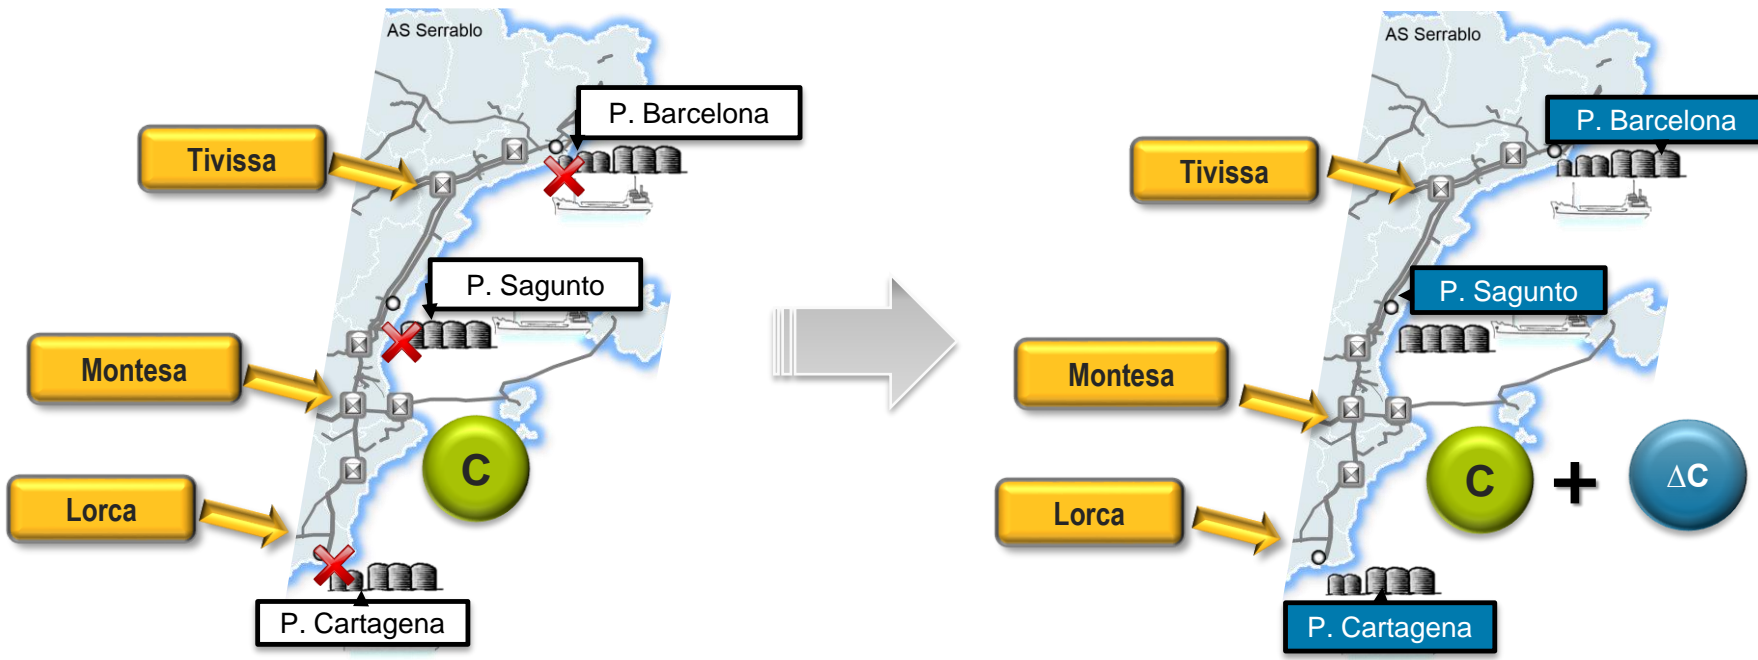 AS Serrablo
P. Barcelona
Tivissa
P. Sagunto
Montesa
C
Lorca
P. Cartagena
AS Serrablo
P. Barcelona
Tivissa
P. Sagunto
Montesa
C + ΔC
Lorca
P. Cartagena